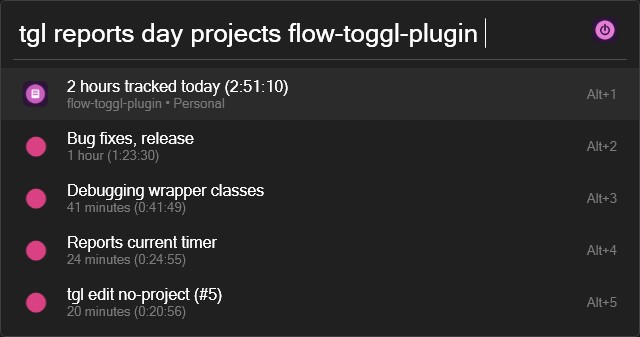 tgl reports day projects flow-toggl-plugin
2 hours tracked today (2:51:10)
flow-toggl-plugin • Personal
Alt+1
Bug fixes, release
1 hour (1:23:30)
Alt+2
Debugging wrapper classes
41 minutes (0:41:49)
Alt+3
Reports current timer
24 minutes (0:24:55)
Alt+4
tgl edit no-project (#5)
20 minutes (0:20:56)
Alt+5